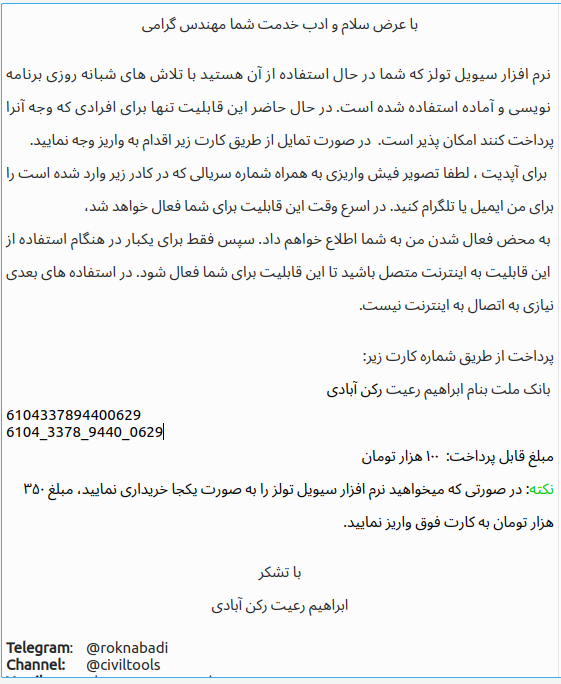 با عرض سلام و ادب خدمت شما مهندس گرامی
نرم افزار سیویل تولز که شما در حال استفاده از آن هستید با تلاش های شبانه روزی برنامه
نویسی و آماده استفاده شده است. در حال حاضر این قابلیت تنها برای افرادی که وجه آنرا
پرداخت کنند امکان پذیر است. در صورت تمایل از طریق کارت زیر اقدام به واریز وجه نمایید.
برای آپدیت ، لطفا تصویر فیش واریزی به همراه شماره سریالی که در کادر زیر وارد شده است را
برای من ایمیل یا تلگرام کنید. در اسرع وقت این قابلیت برای شما فعال خواهد شد،
به محض فعال شدن من به شما اطلاع خواهم داد. سپس فقط برای یکبار در هنگام استفاده از
این قابلیت به اینترنت متصل باشید تا این قابلیت برای شما فعال شود. در استفاده های بعدی
نیازی به اتصال به اینترنت نیست.
پرداخت از طریق شماره کارت زیر:
بانک ملت بنام ابراهیم رعیت رکن آبادی
6104337894400629
6104_3378_9440_0629
مبلغ قابل پرداخت: ۱۰۰ هزار تومان
نکته: در صورتی که میخواهید نرم افزار سیویل تولز را به صورت یکجا خریداری نمایید، مبلغ ۳۵۰
هزار تومان به کارت فوق واریز نمایید.
با تشکر
ابراهیم رعیت رکن آبادی
Telegram: @roknabadi
Channel: @civiltools